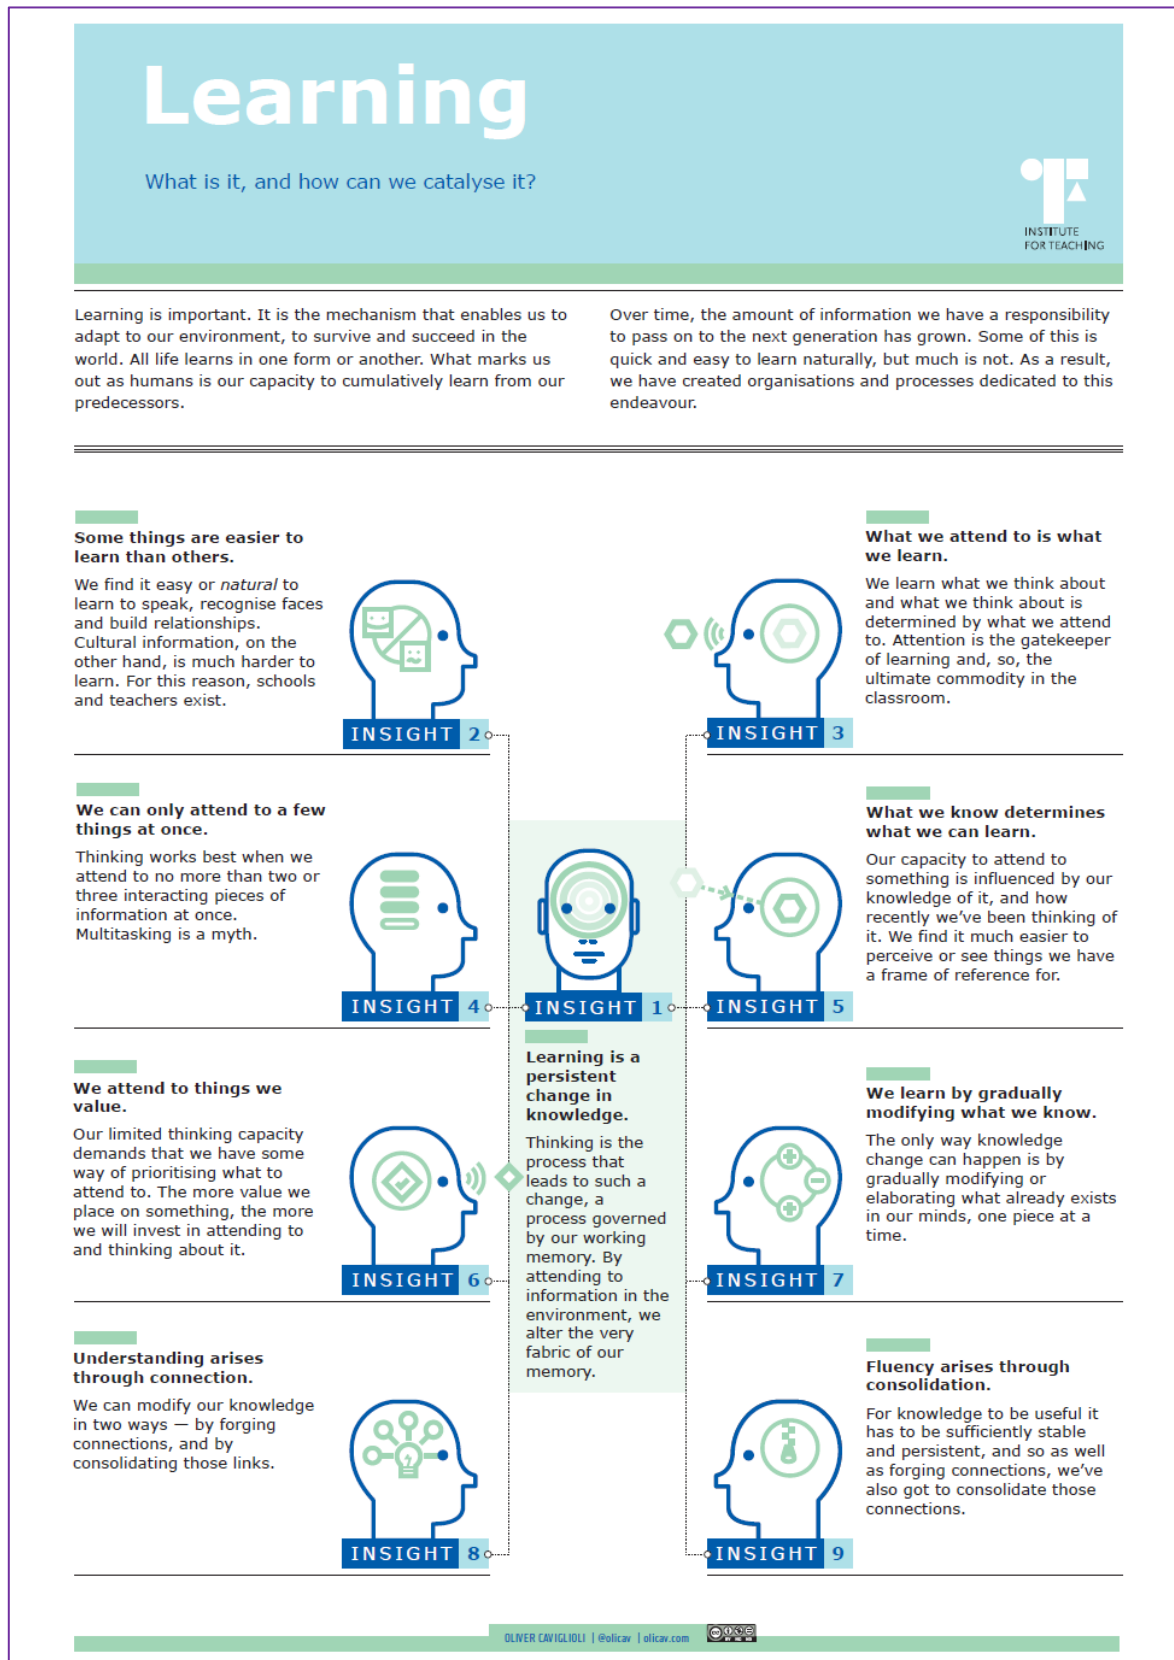 Learning
What is it, and how can we catalyse it?
INSTITUTE
FOR TEACHING
Learning is important. It is the mechanism that enables us to
adapt to our environment, to survive and succeed in the
world. All life learns in one form or another. What marks us
out as humans is our capacity to cumulatively learn from our
predecessors.
Over time, the amount of information we have a responsibility
to pass on to the next generation has grown. Some of this is
quick and easy to learn naturally, but much is not. As a result,
we have created organisations and processes dedicated to this
endeavour.
INSIGHT 1
Learning is a
persistent
change in
knowledge.
Thinking is the
process that
leads to such a
change, a
process governed
by our working
memory. By
attending to
information in the
environment, we
alter the very
fabric of our
memory.
Some things are easier to
learn than others.
We find it easy or natural to
learn to speak, recognise faces
and build relationships.
Cultural information, on the
other hand, is much harder to
learn. For this reason, schools
and teachers exist.
INSIGHT 2
What we attend to is what
we learn.
We learn what we think about
and what we think about is
determined by what we attend
to. Attention is the gatekeeper
of learning and, so, the
ultimate commodity in the
classroom.
INSIGHT 3
We can only attend to a few
things at once.
Thinking works best when we
attend to no more than two or
three interacting pieces of
information at once.
Multitasking is a myth.
INSIGHT 4
What we know determines
what we can learn.
Our capacity to attend to
something is influenced by our
knowledge of it, and how
recently we’ve been thinking of
it. We find it much easier to
perceive or see things we have
a frame of reference for.
INSIGHT 5
We attend to things we
value.
Our limited thinking capacity
demands that we have some
way of prioritising what to
attend to. The more value we
place on something, the more
we will invest in attending to
and thinking about it.
INSIGHT 6
We learn by gradually
modifying what we know.
The only way knowledge
change can happen is by
gradually modifying or
elaborating what already exists
in our minds, one piece at a
time.
INSIGHT 7
Understanding arises
through connection.
We can modify our knowledge
in two ways — by forging
connections, and by
consolidating those links.
INSIGHT 8
Fluency arises through
consolidation.
For knowledge to be useful it
has to be sufficiently stable
and persistent, and so as well
as forging connections, we’ve
also got to consolidate those
connections.
INSIGHT 9
OLIVER CAVIGLIOLI | @olicav | olicav.com